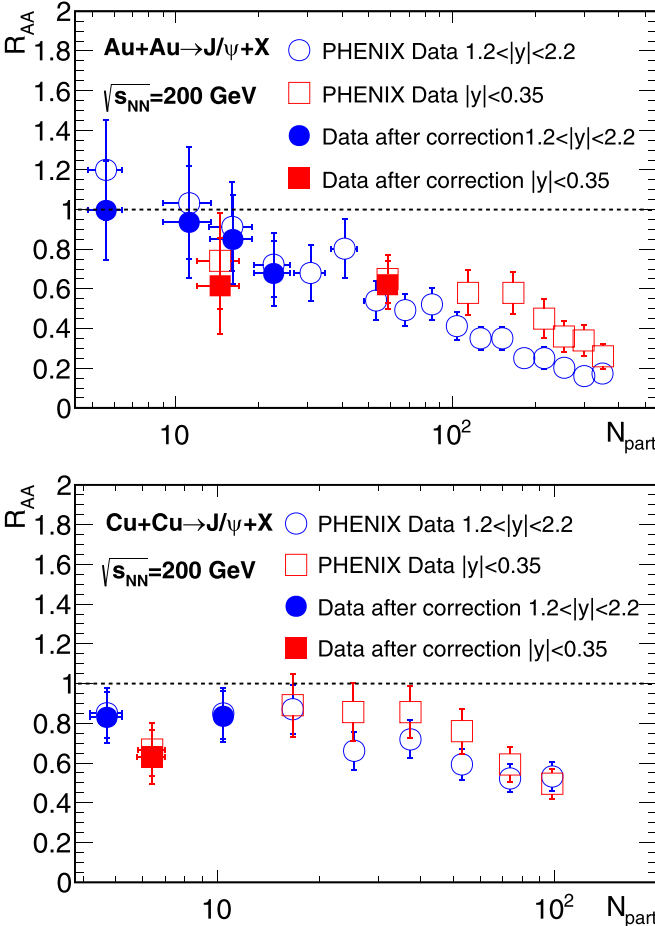 R_AA
2
1.8
1.6
1.4
1.2
1
0.8
0.6
0.4
0.2
0
Au+Au→J/ψ+X
√s_NN=200 GeV
PHENIX Data 1.2<|y|<2.2
PHENIX Data |y|<0.35
Data after correction1.2<|y|<2.2
Data after correction |y|<0.35
10
10²
N_part
R_AA
2
1.8
1.6
1.4
1.2
1
0.8
0.6
0.4
0.2
0
Cu+Cu→J/ψ+X
√s_NN=200 GeV
PHENIX Data 1.2<|y|<2.2
PHENIX Data |y|<0.35
Data after correction 1.2<|y|<2.2
Data after correction |y|<0.35
10
10²
N_part